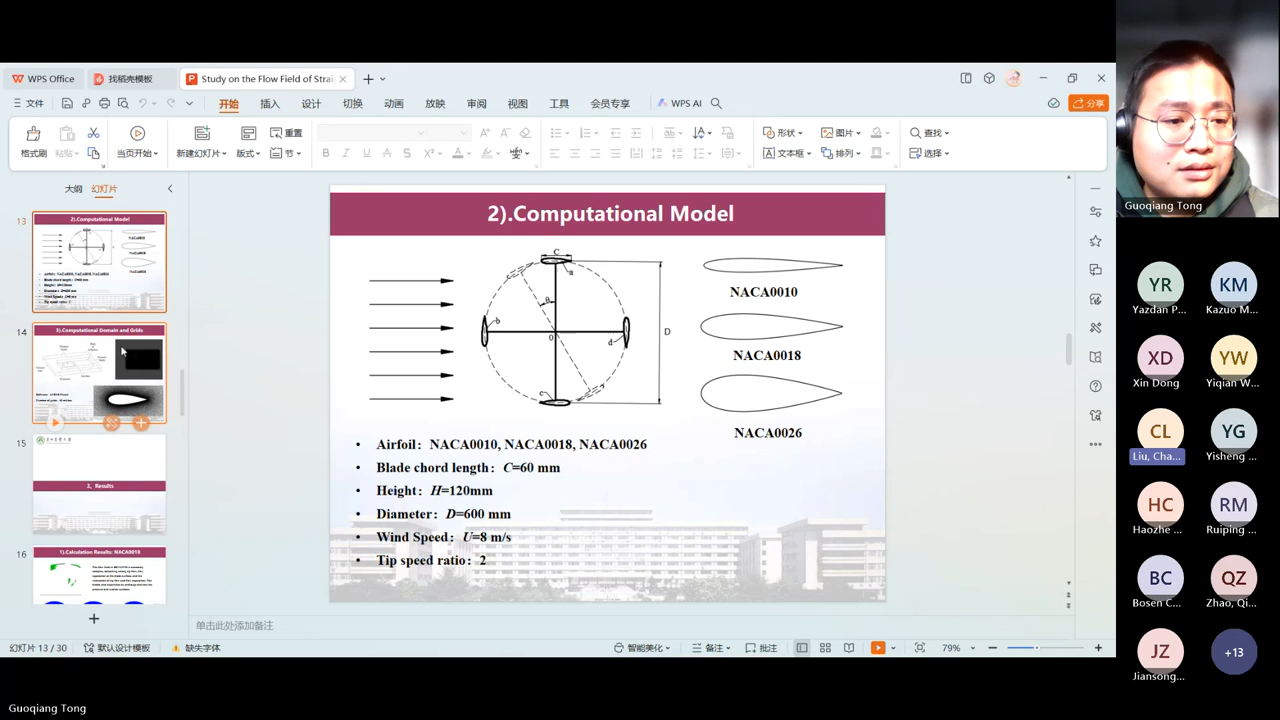 WPS Office
找稻壳模板
Study on the Flow Field of Strai
文件
开始
插入
设计
切换
动画
放映
审阅
视图
工具
会员专享
WPS AI
分享
格式刷
粘贴
当页开始
新建幻灯片
版式
重置
节
形状
图片
文本框
排列
查找
选择
大纲
幻灯片
13
2).Computational Model
14
3).Computational Domain and Grids
15
3、Results
16
1).Calculation Results: NACA0010
2).Computational Model
C
a
θ
b
0
d
c
D
NACA0010
NACA0018
NACA0026
• Airfoil: NACA0010, NACA0018, NACA0026
• Blade chord length: C=60 mm
• Height: H=120mm
• Diameter: D=600 mm
• Wind Speed: U=8 m/s
• Tip speed ratio: 2
单击此处添加备注
幻灯片 13 / 30
默认设计模板
缺失字体
智能美化
备注
批注
79%
Guoqiang Tong
YR
Yazdan P...
KM
Kazuo M...
XD
Xin Dong
YW
Yiqian W...
CL
Liu, Cha...
YG
Yisheng ...
HC
Haozhe ...
RM
Ruiping ...
BC
Bosen C...
QZ
Zhao, Qi...
JZ
Jiansong...
+13
Guoqiang Tong